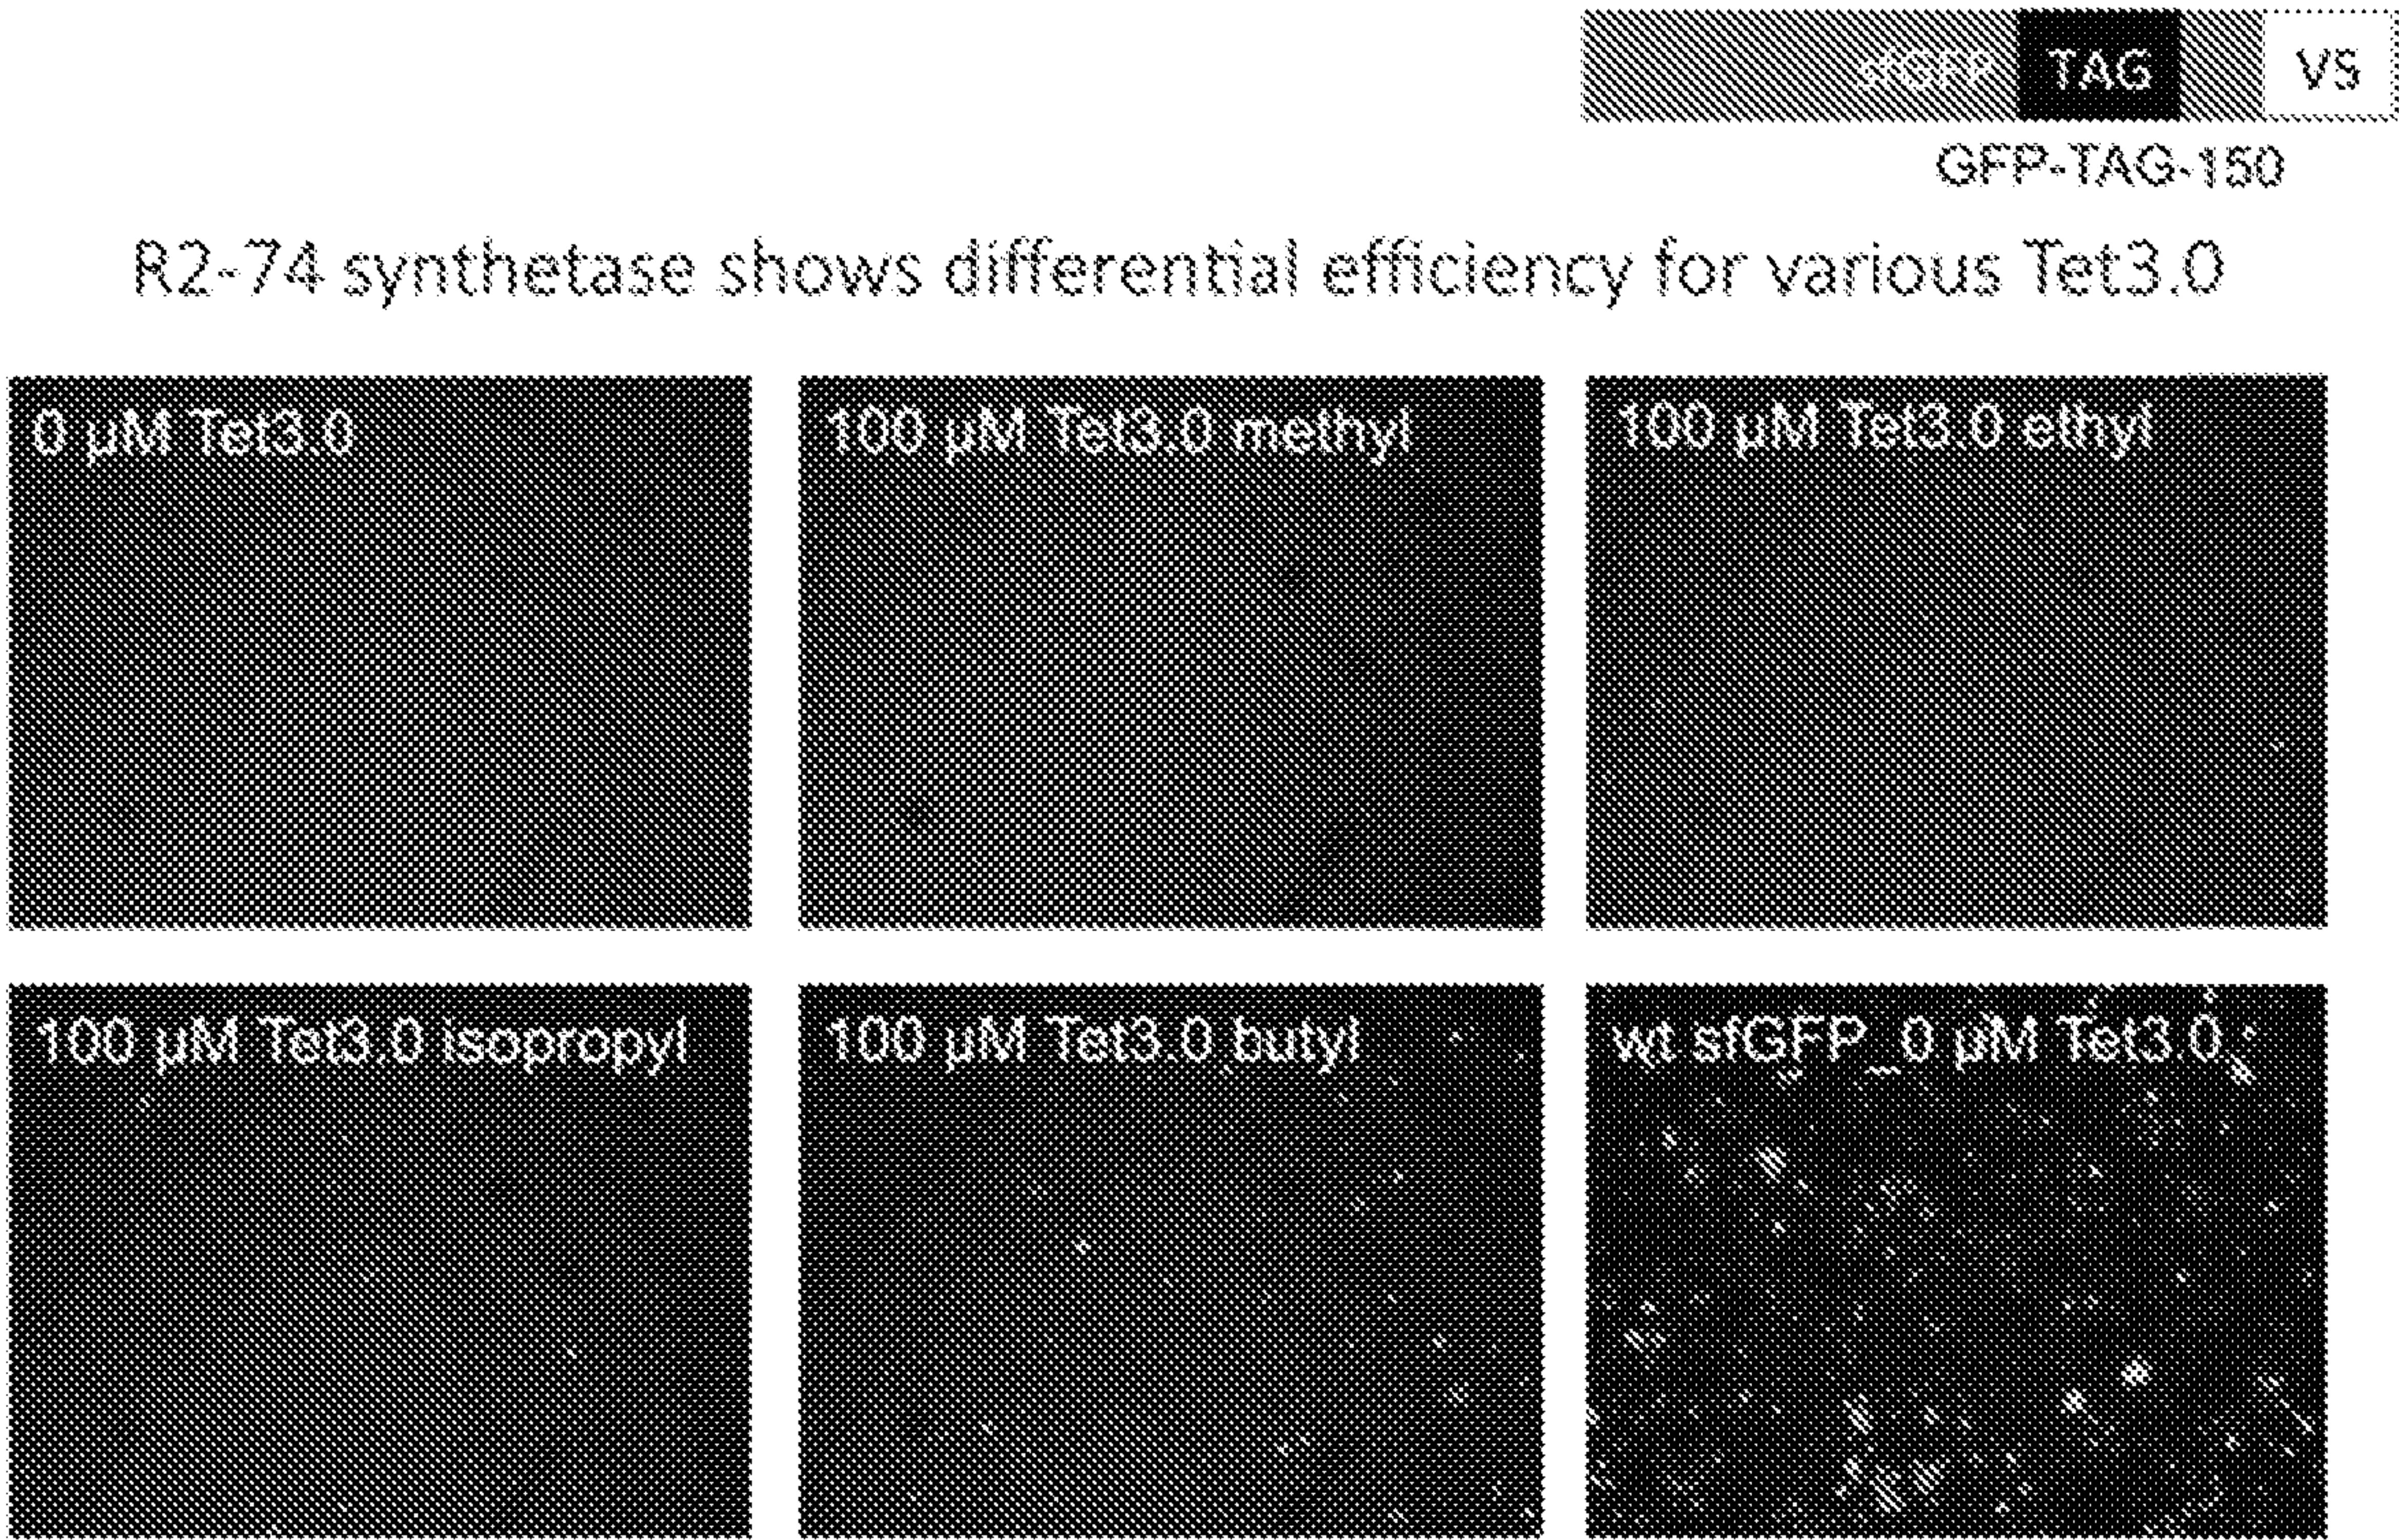 sfGFP TAG V5
GFP-TAG-150
R2-74 synthetase shows differential efficiency for various Tet3.0
0 µM Tet3.0
100 µM Tet3.0 methyl
100 µM Tet3.0 ethyl
100 µM Tet3.0 isopropyl
100 µM Tet3.0 butyl
wt sfGFP_0 µM Tet3.0